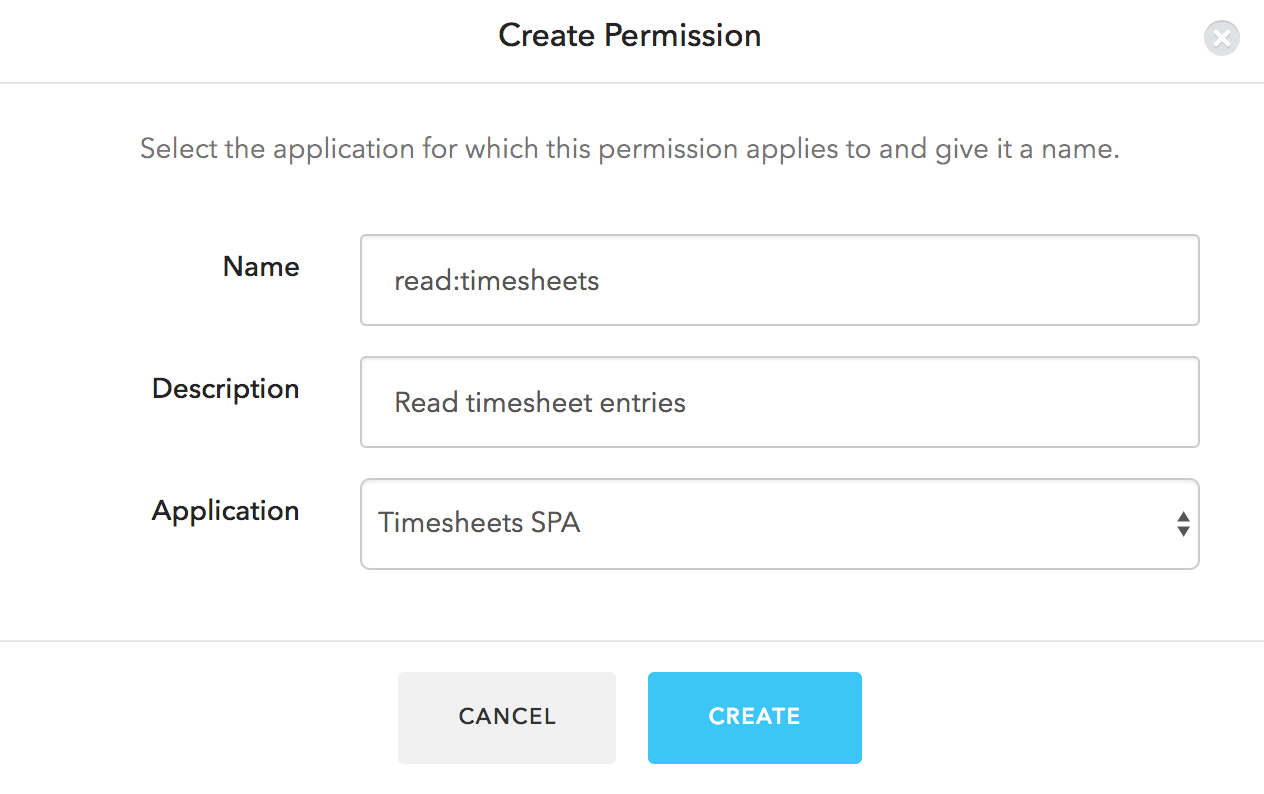 Create Permission
Select the application for which this permission applies to and give it a name.
Name
read:timesheets
Description
Read timesheet entries
Application
Timesheets SPA
CANCEL
CREATE